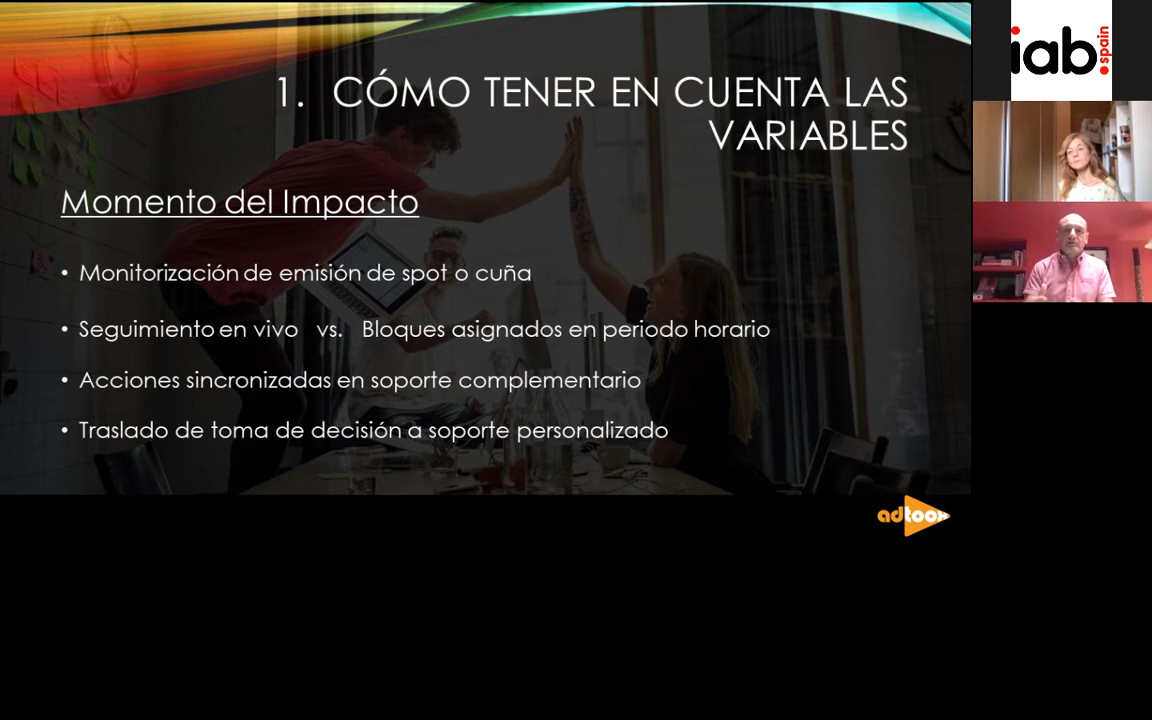 1. CÓMO TENER EN CUENTA LAS
VARIABLES
Momento del Impacto
• Monitorización de emisión de spot o cuña
• Seguimiento en vivo vs. Bloques asignados en periodo horario
• Acciones sincronizadas en soporte complementario
• Traslado de toma de decisión a soporte personalizado
adtoox
iab.
spain